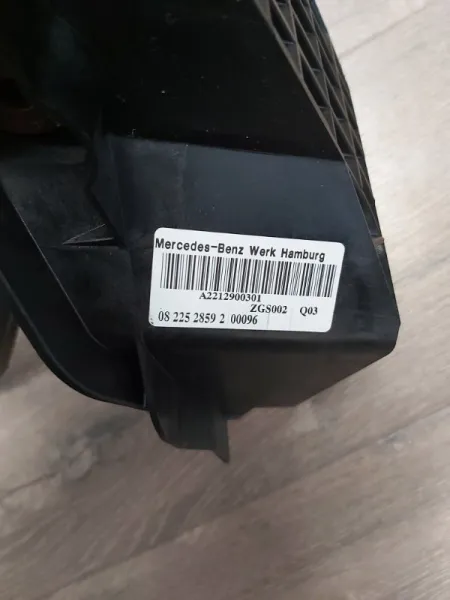 Mercedes-Benz Werk Hamburg
A2212900301
ZGS002 Q03
08 225 2859 2 00096